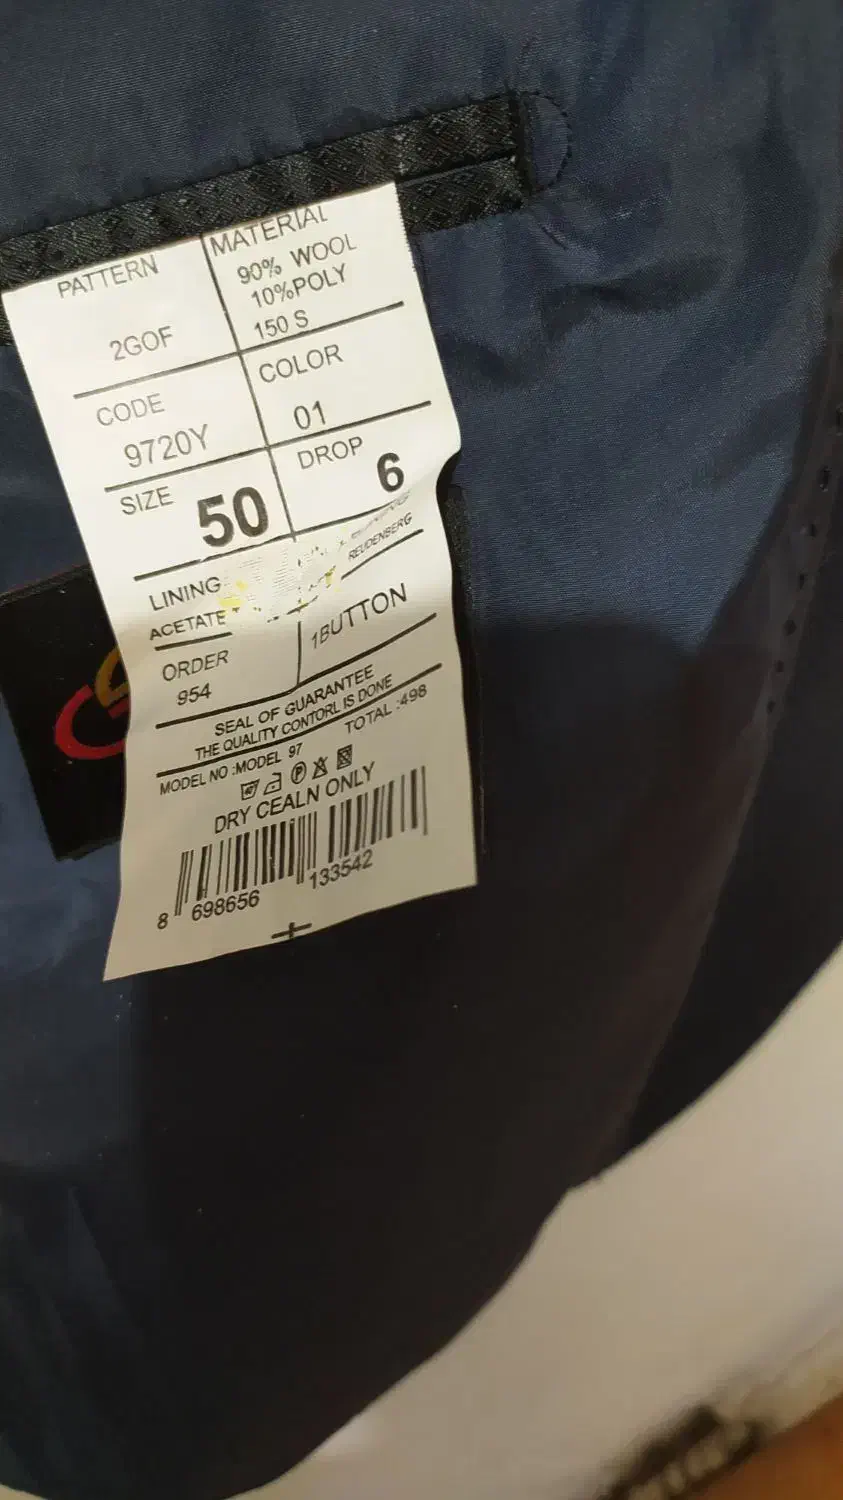 PATTERN
MATERIAL
90% WOOL
10%POLY
150 S
2GOF
CODE
9720Y
COLOR
01
SIZE 50
DROP 6
LINING
ACETATE
REUDENBERG
ORDER
954
1BUTTON
SEAL OF GUARANTEE
THE QUALITY CONTORL IS DONE
MODEL NO :MODEL 97
TOTAL :498
DRY CEALN ONLY
8 698656 133542